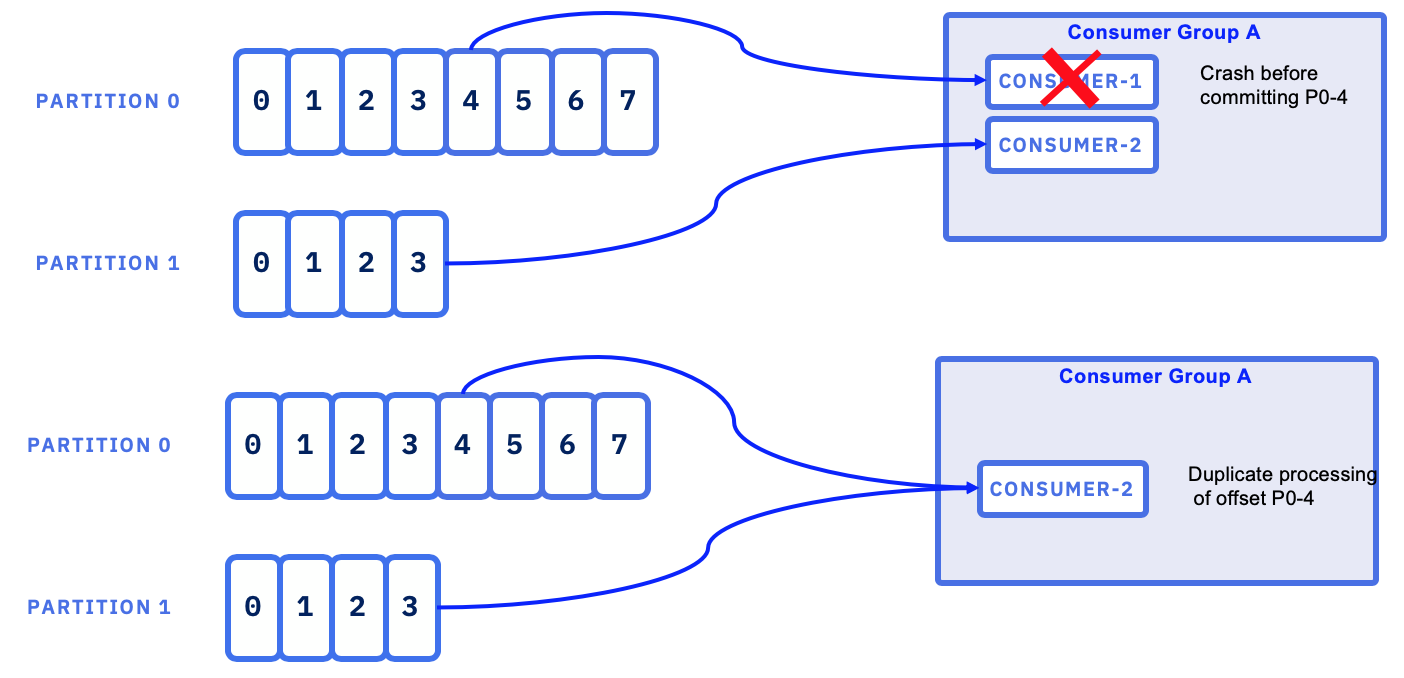 Consumer Group A
PARTITION 0
0 1 2 3 4 5 6 7
CONSUMER-1
Crash before
committing P0-4
CONSUMER-2
PARTITION 1
0 1 2 3
Consumer Group A
PARTITION 0
0 1 2 3 4 5 6 7
CONSUMER-2
Duplicate processing
of offset P0-4
PARTITION 1
0 1 2 3